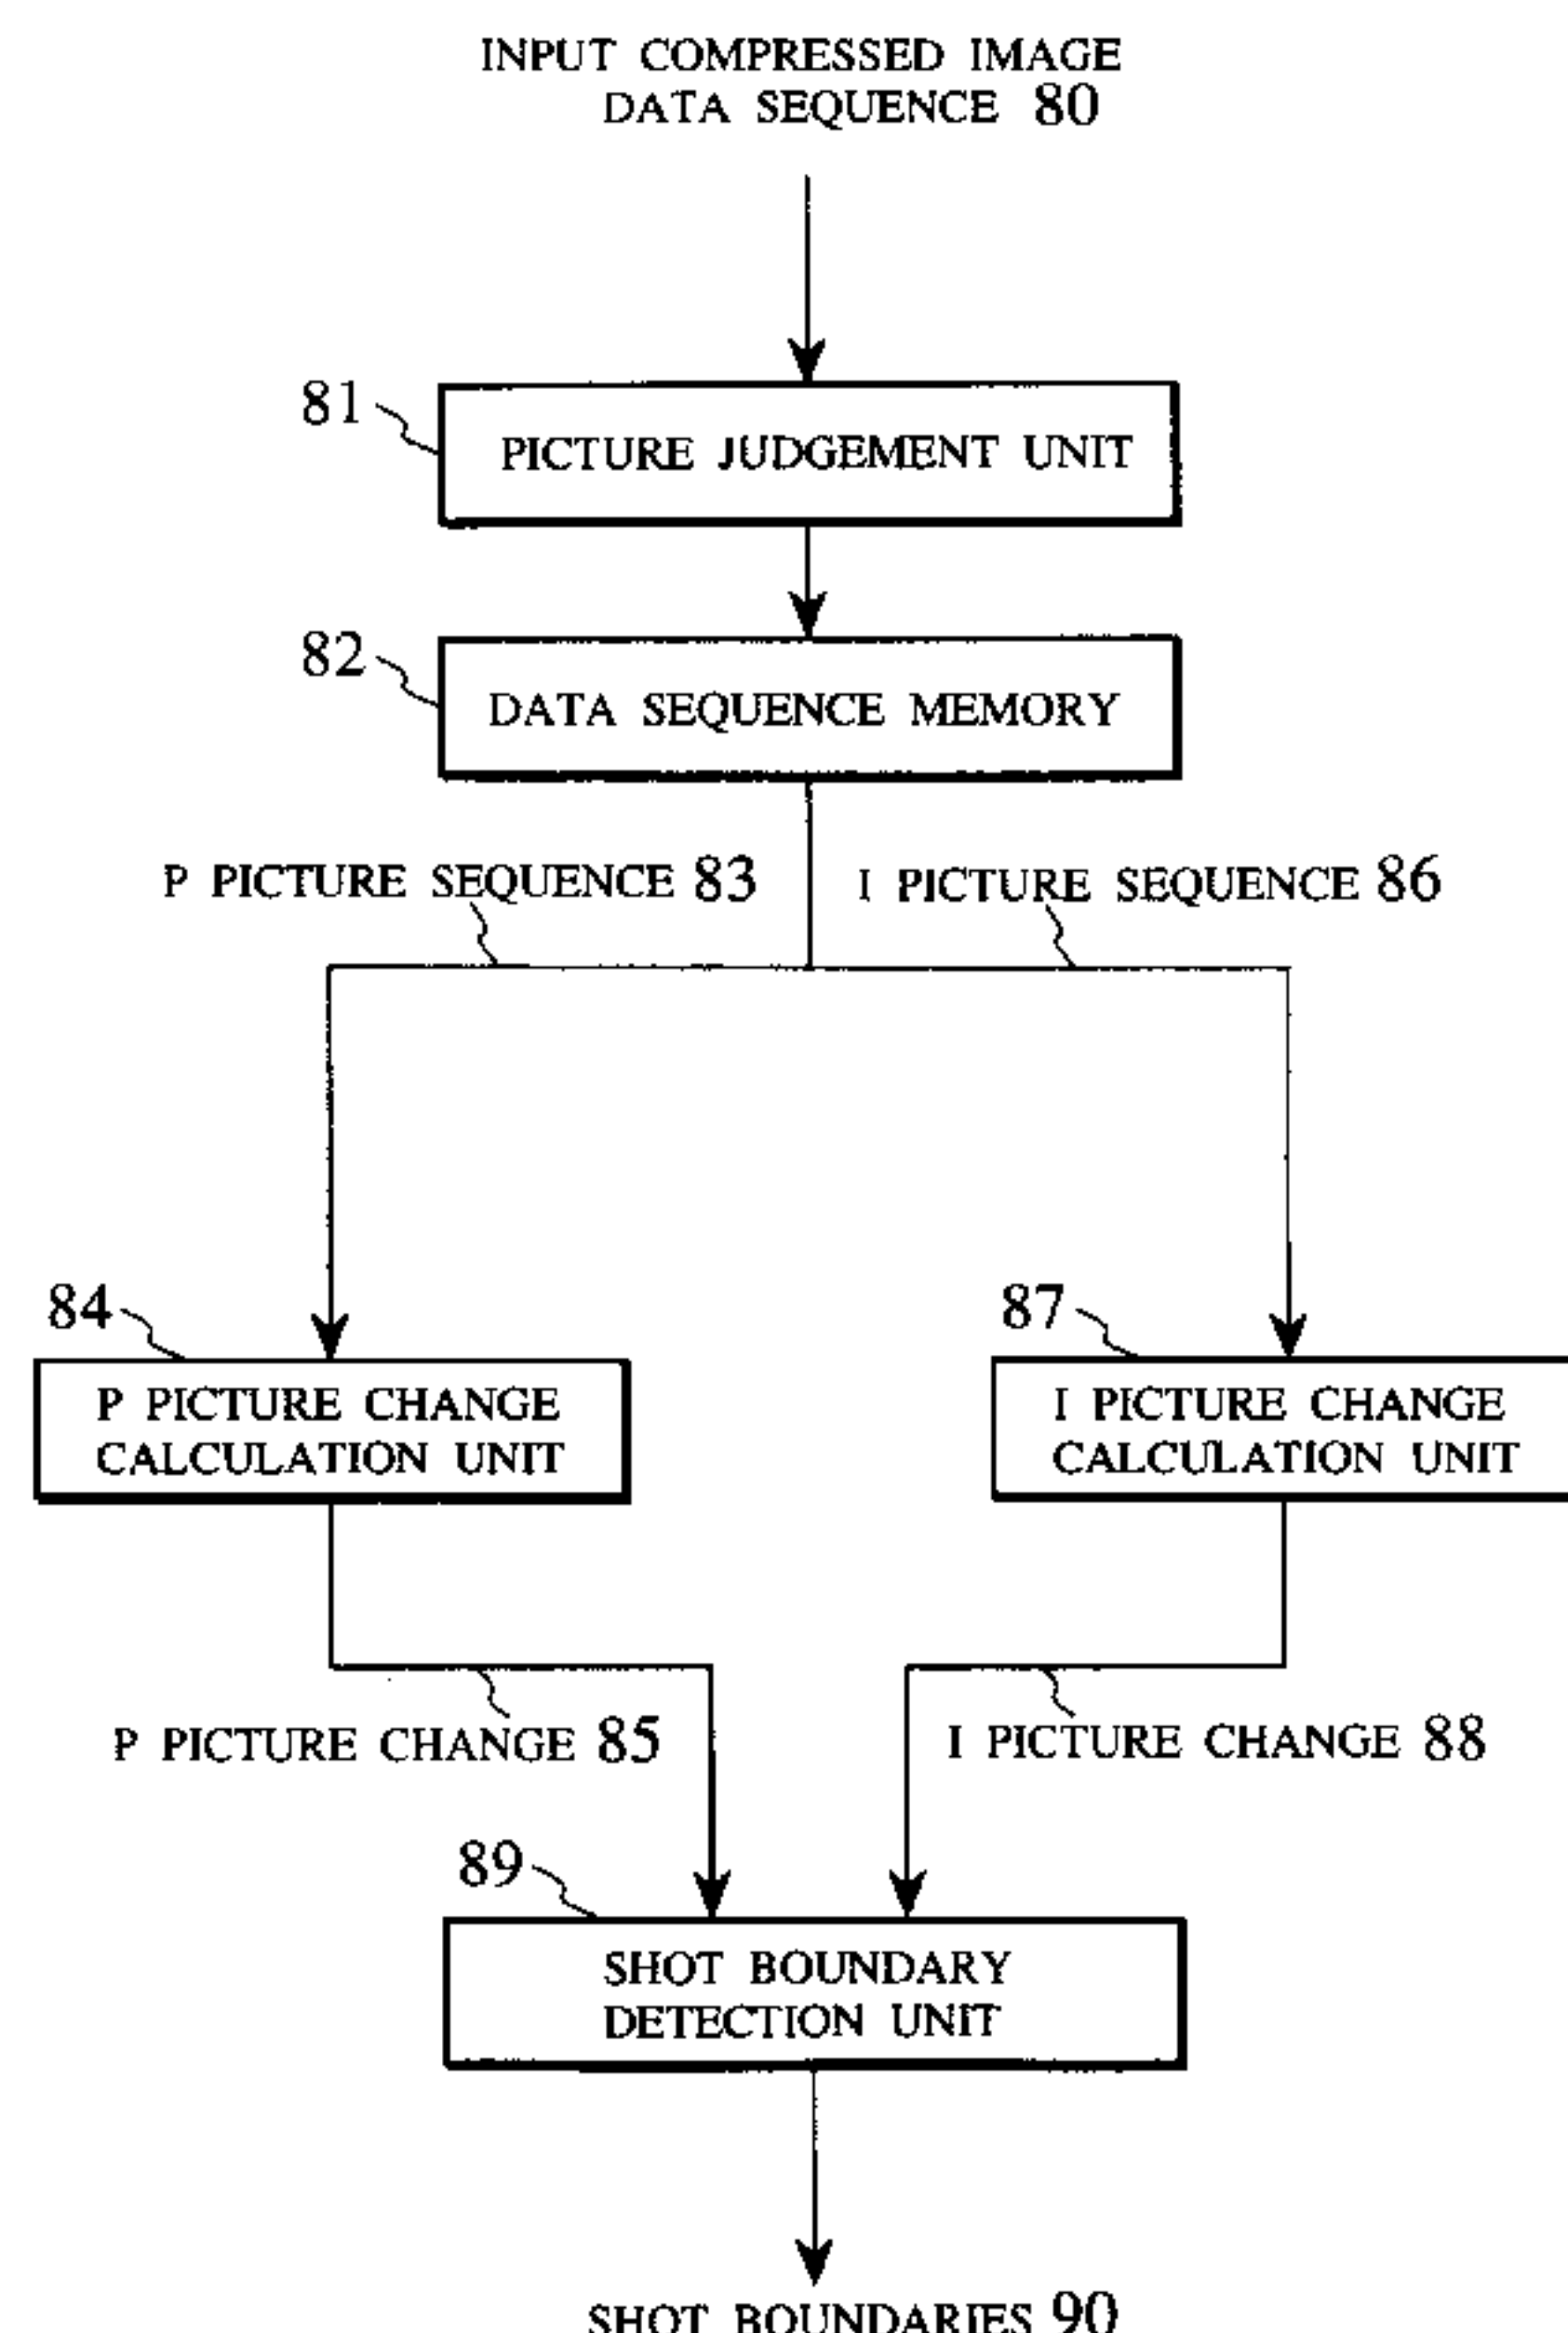 INPUT COMPRESSED IMAGE
DATA SEQUENCE 80
81
PICTURE JUDGEMENT UNIT
82
DATA SEQUENCE MEMORY
P PICTURE SEQUENCE 83
I PICTURE SEQUENCE 86
84
P PICTURE CHANGE
CALCULATION UNIT
87
I PICTURE CHANGE
CALCULATION UNIT
P PICTURE CHANGE 85
I PICTURE CHANGE 88
89
SHOT BOUNDARY
DETECTION UNIT
SHOT BOUNDARIES 90